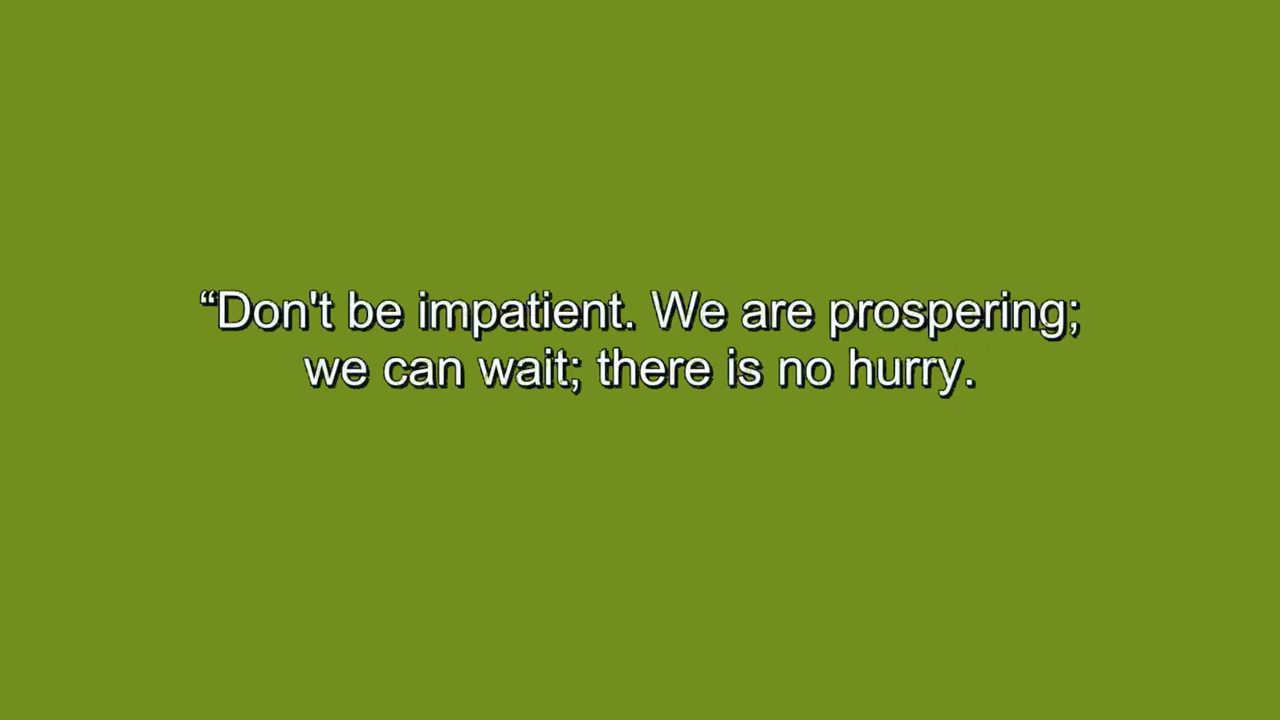 “Don't be impatient. We are prospering;
we can wait; there is no hurry.